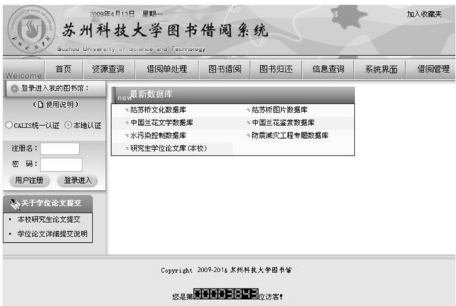 2009年4月13日 星期一
加入收藏夹
苏州科技大学图书借阅系统
Suzhou University of Science and Technology
Welcome 首页 资源查询 借阅单处理 图书借阅 图书归还 信息查询 系统界面 借阅管理
登录进入我的图书馆:
(使用说明)
CALIS统一认证 本地认证
注册名:
密 码:
用户注册 登录进入
关于学位论文提交
本校研究生论文提交
学位论文详细提交说明
new 最新数据库
姑苏桥文化数据库 姑苏桥图片数据库
中国兰花文学数据库 中国兰花鉴赏数据库
水污染控制数据库 防震减灾工程专题数据库
研究生学位论文库(本校)
Copyright 2009-2016 苏州科技大学图书馆
您是第00003843位访客!